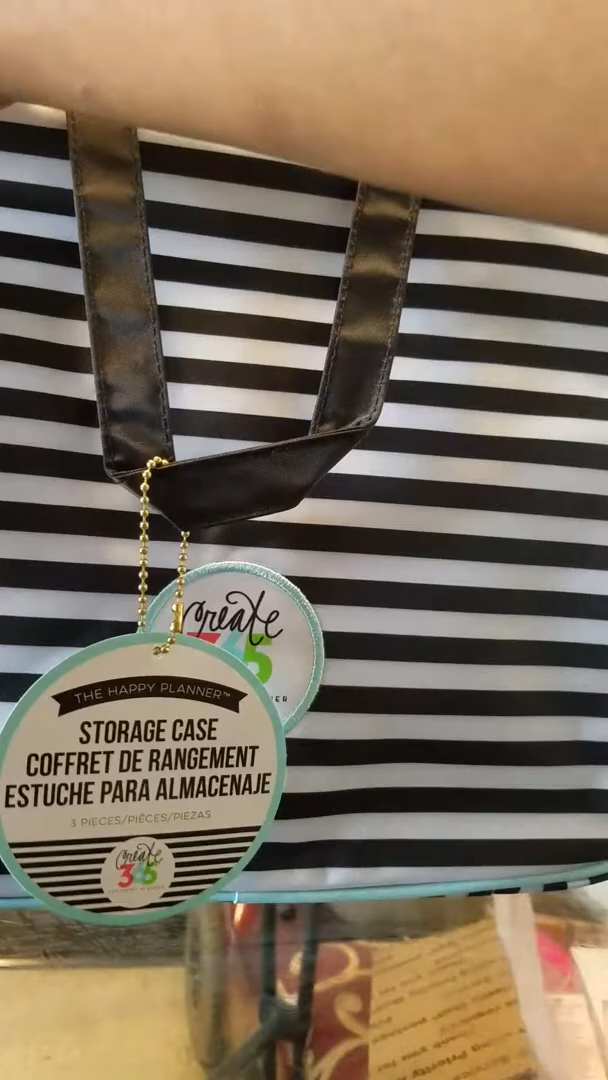 create
365
THE HAPPY PLANNER™
STORAGE CASE
COFFRET DE RANGEMENT
ESTUCHE PARA ALMACENAJE
3 PIECES/PIÈCES/PIEZAS
create
365
Priority